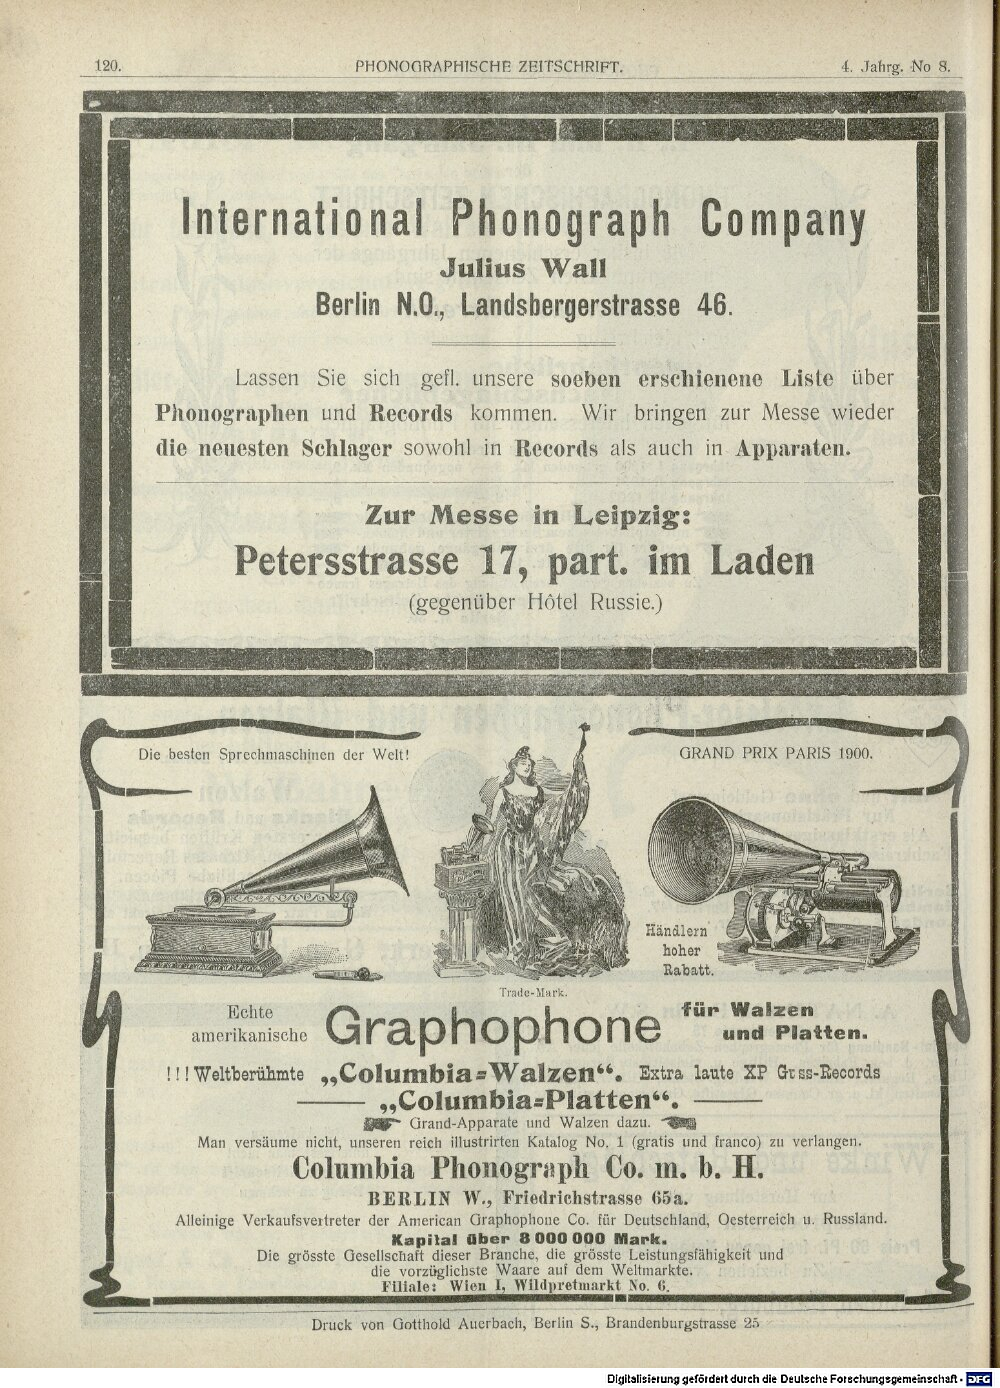 120.
PHONOGRAPHISCHE ZEITSCHRIFT.
4. Jahrg. No 8.
International Phonograph Company
Julius Wall
Berlin N.O., Landsbergerstrasse 46.
Lassen Sie sich gefl. unsere soeben erschienene Liste über
Phonographen und Records kommen. Wir bringen zur Messe wieder
die neuesten Schlager sowohl in Records als auch in Apparaten.
Zur Messe in Leipzig:
Petersstrasse 17, part. im Laden
(gegenüber Hôtel Russie.)
Die besten Sprechmaschinen der Welt!
GRAND PRIX PARIS 1900.
Händlern
hoher
Rabatt.
Trade-Mark.
Echte
amerikanische
Graphophone
für Walzen
und Platten.
!!! Weltberühmte „Columbia=Walzen“. Extra laute XP Guss-Records
„Columbia=Platten“.
Grand-Apparate und Walzen dazu.
Man versäume nicht, unseren reich illustrirten Katalog No. 1 (gratis und franco) zu verlangen.
Columbia Phonograph Co. m. b. H.
BERLIN W., Friedrichstrasse 65a.
Alleinige Verkaufsvertreter der American Graphophone Co. für Deutschland, Oesterreich u. Russland.
Kapital über 8 000 000 Mark.
Die grösste Gesellschaft dieser Branche, die grösste Leistungsfähigkeit und
die vorzüglichste Waare auf dem Weltmarkte.
Filiale: Wien I, Wildpretmarkt No. 6.
Druck von Gotthold Auerbach, Berlin S., Brandenburgstrasse 25
Digitalisierung gefördert durch die Deutsche Forschungsgemeinschaft - DFG